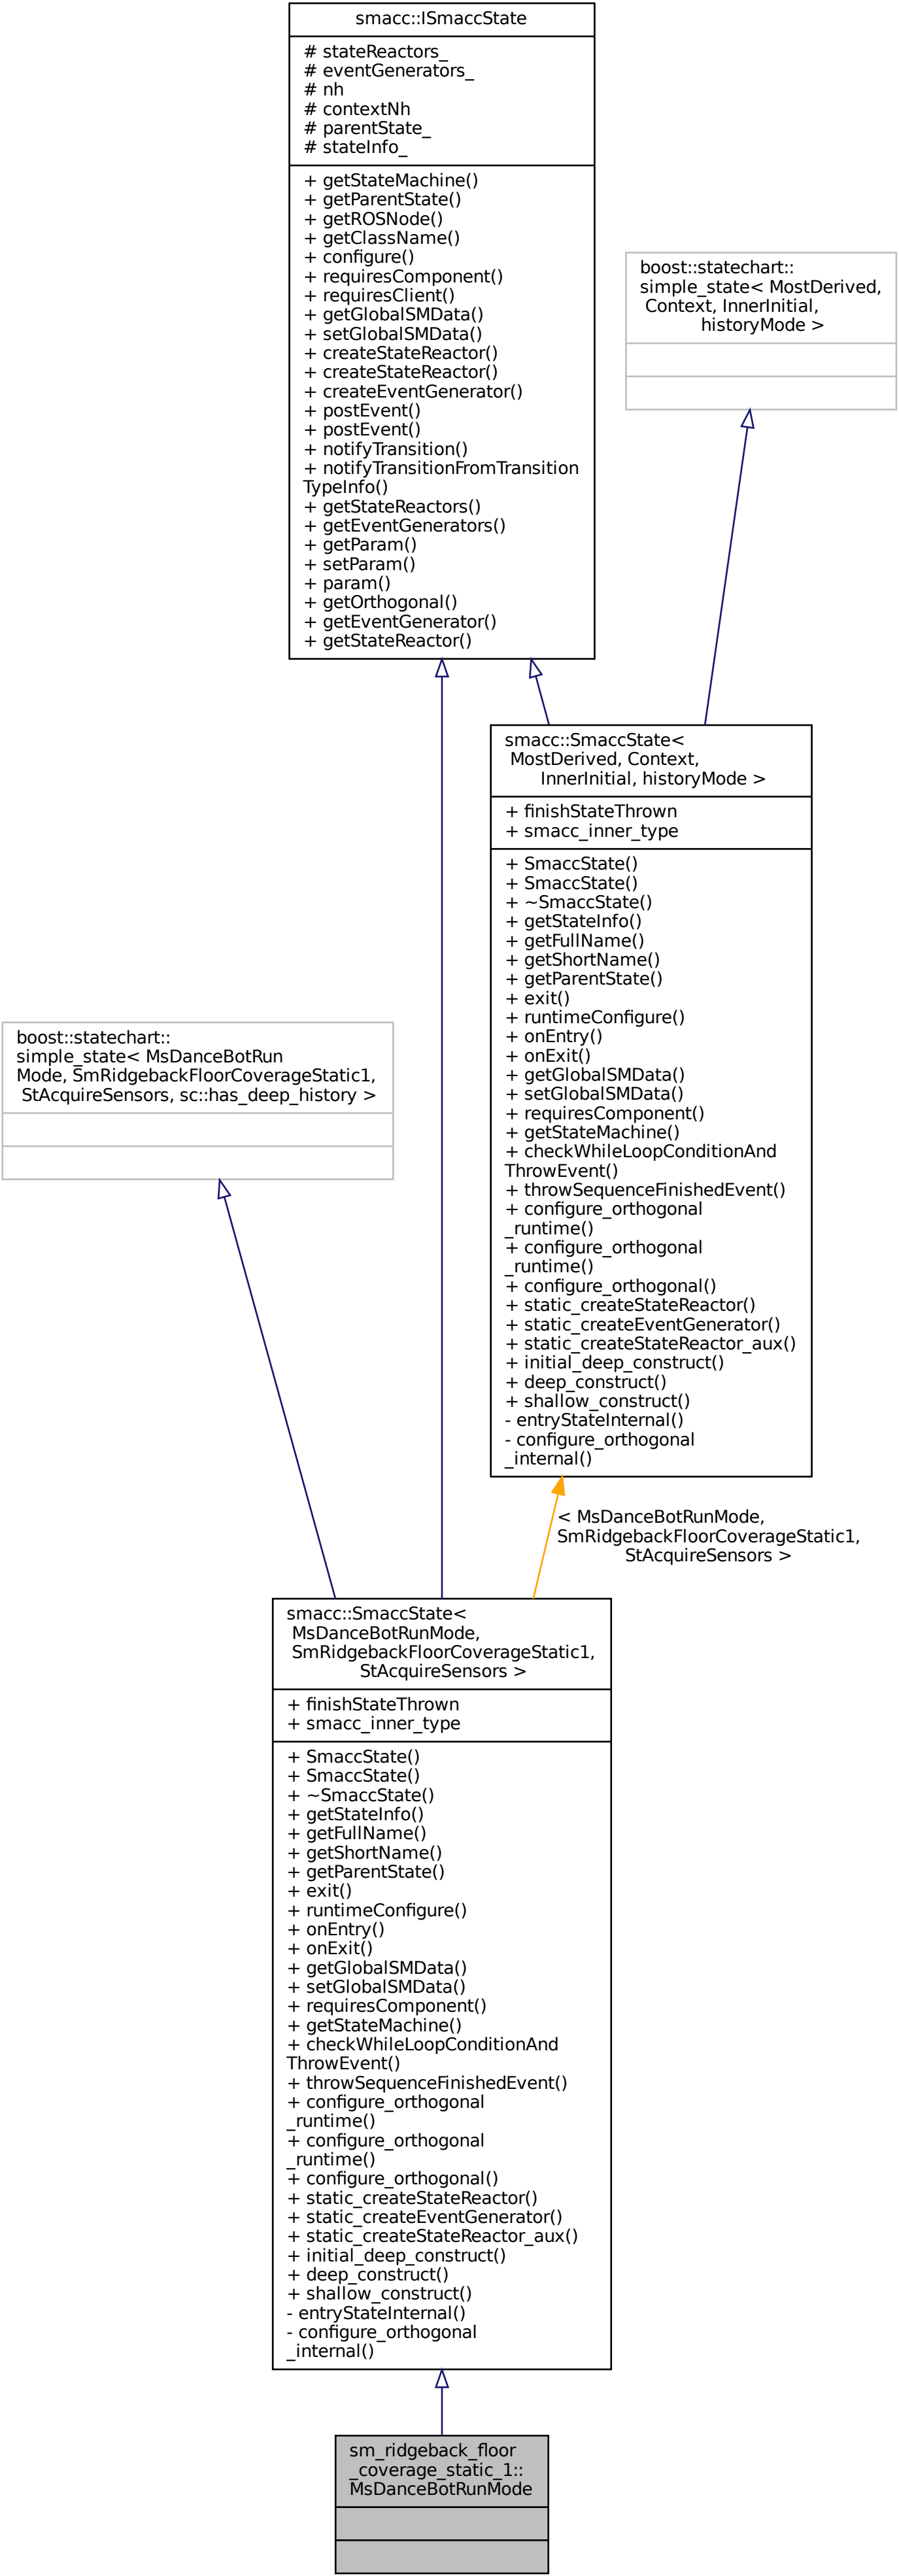 smacc::ISmaccState
# stateReactors_
# eventGenerators_
# nh
# contextNh
# parentState_
# stateInfo_
+ getStateMachine()
+ getParentState()
+ getROSNode()
+ getClassName()
+ configure()
+ requiresComponent()
+ requiresClient()
+ getGlobalSMData()
+ setGlobalSMData()
+ createStateReactor()
+ createStateReactor()
+ createEventGenerator()
+ postEvent()
+ postEvent()
+ notifyTransition()
+ notifyTransitionFromTransition
TypeInfo()
+ getStateReactors()
+ getEventGenerators()
+ getParam()
+ setParam()
+ param()
+ getOrthogonal()
+ getEventGenerator()
+ getStateReactor()
boost::statechart::
simple_state< MostDerived,
Context, InnerInitial,
historyMode >
smacc::SmaccState<
MostDerived, Context,
InnerInitial, historyMode >
+ finishStateThrown
+ smacc_inner_type
+ SmaccState()
+ SmaccState()
+ ~SmaccState()
+ getStateInfo()
+ getFullName()
+ getShortName()
+ getParentState()
+ exit()
+ runtimeConfigure()
+ onEntry()
+ onExit()
+ getGlobalSMData()
+ setGlobalSMData()
+ requiresComponent()
+ getStateMachine()
+ checkWhileLoopConditionAnd
ThrowEvent()
+ throwSequenceFinishedEvent()
+ configure_orthogonal
_runtime()
+ configure_orthogonal
_runtime()
+ configure_orthogonal()
+ static_createStateReactor()
+ static_createEventGenerator()
+ static_createStateReactor_aux()
+ initial_deep_construct()
+ deep_construct()
+ shallow_construct()
- entryStateInternal()
- configure_orthogonal
_internal()
boost::statechart::
simple_state< MsDanceBotRun
Mode, SmRidgebackFloorCoverageStatic1,
StAcquireSensors, sc::has_deep_history >
< MsDanceBotRunMode,
SmRidgebackFloorCoverageStatic1,
StAcquireSensors >
smacc::SmaccState<
MsDanceBotRunMode,
SmRidgebackFloorCoverageStatic1,
StAcquireSensors >
+ finishStateThrown
+ smacc_inner_type
+ SmaccState()
+ SmaccState()
+ ~SmaccState()
+ getStateInfo()
+ getFullName()
+ getShortName()
+ getParentState()
+ exit()
+ runtimeConfigure()
+ onEntry()
+ onExit()
+ getGlobalSMData()
+ setGlobalSMData()
+ requiresComponent()
+ getStateMachine()
+ checkWhileLoopConditionAnd
ThrowEvent()
+ throwSequenceFinishedEvent()
+ configure_orthogonal
_runtime()
+ configure_orthogonal
_runtime()
+ configure_orthogonal()
+ static_createStateReactor()
+ static_createEventGenerator()
+ static_createStateReactor_aux()
+ initial_deep_construct()
+ deep_construct()
+ shallow_construct()
- entryStateInternal()
- configure_orthogonal
_internal()
sm_ridgeback_floor
_coverage_static_1::
MsDanceBotRunMode